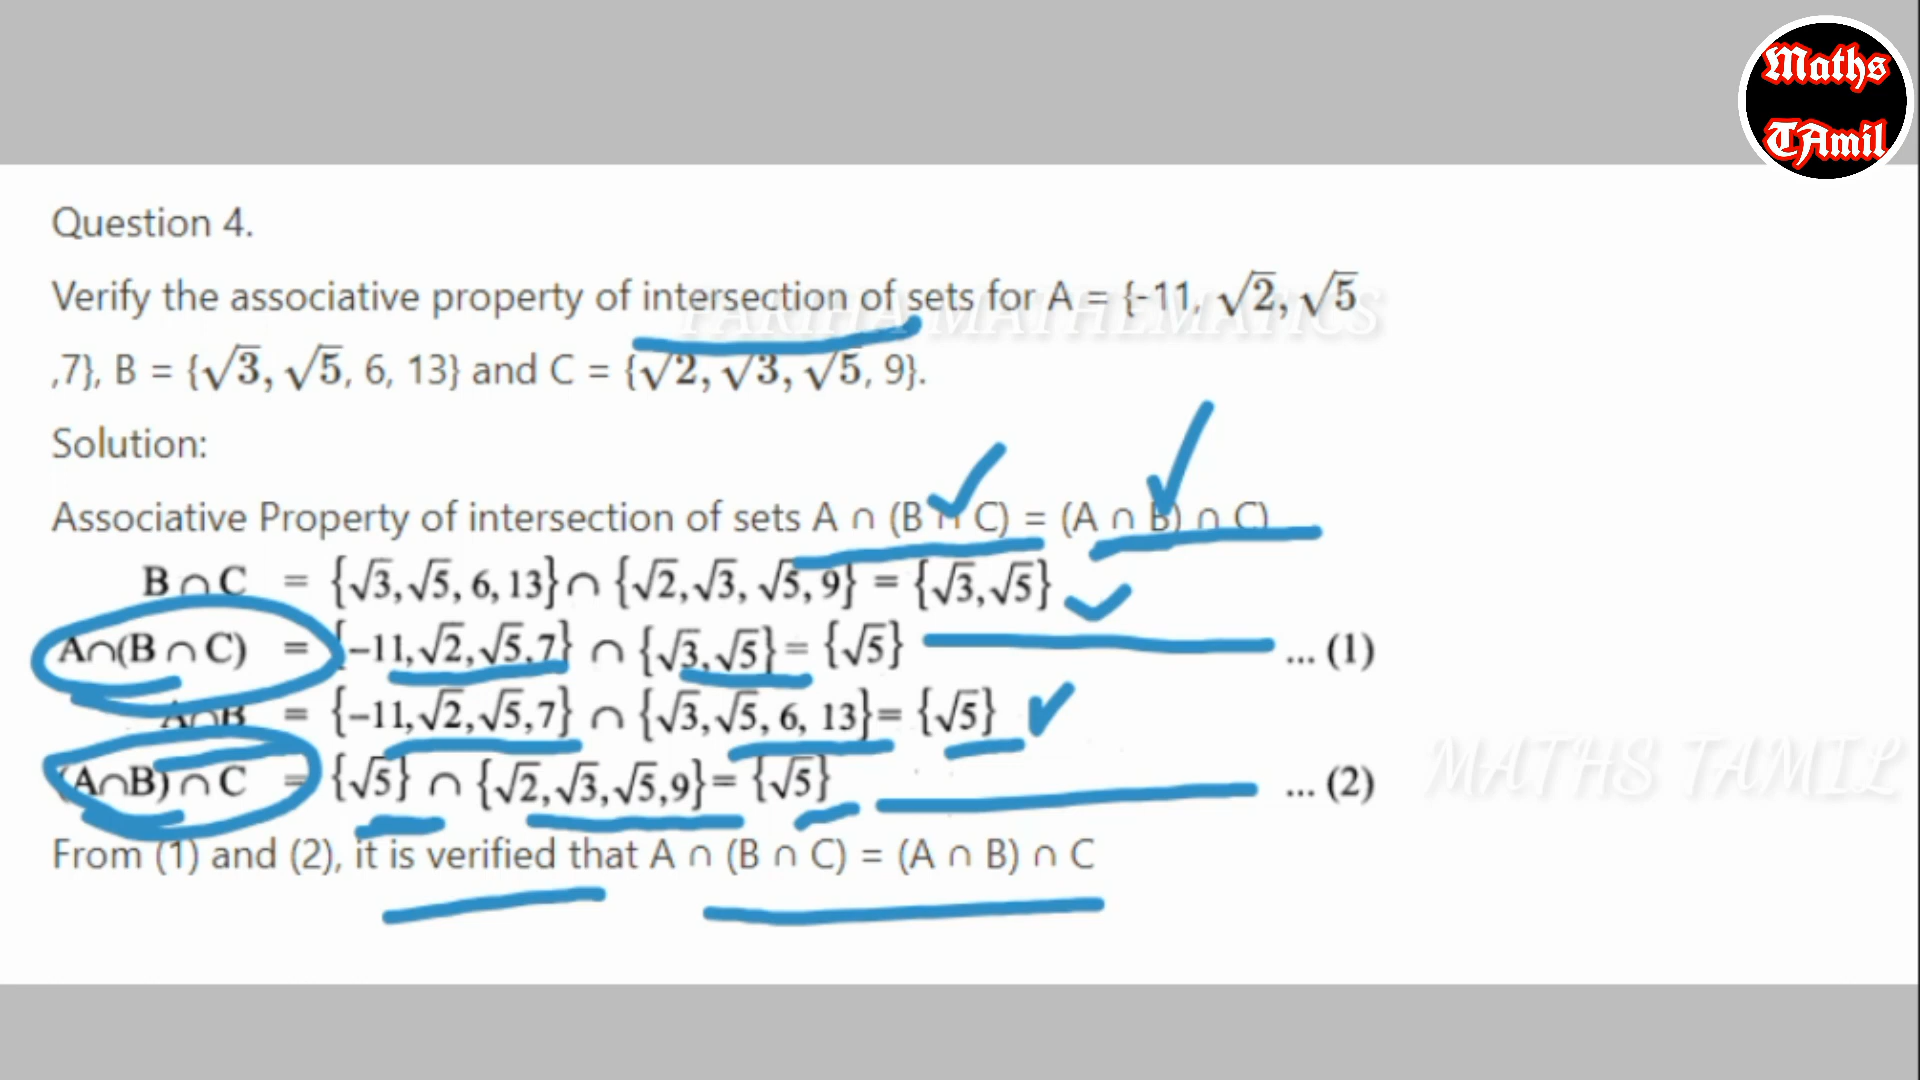 Maths
TAmil
Question 4.
Verify the associative property of intersection of sets for A = {-11, √2, √5
,7}, B = {√3, √5, 6, 13} and C = {√2, √3, √5, 9}.
FARIHA MATHEMATICS
Solution:
Associative Property of intersection of sets A ∩ (B ∩ C) = (A ∩ B) ∩ C)
B ∩ C = {√3, √5, 6, 13} ∩ {√2, √3, √5, 9} = {√3, √5}
A∩(B ∩ C) = {−11, √2, √5, 7} ∩ {√3, √5} = {√5} ... (1)
A∩B = {−11, √2, √5, 7} ∩ {√3, √5, 6, 13} = {√5}
(A∩B) ∩ C = {√5} ∩ {√2, √3, √5, 9} = {√5} ... (2)
MATHS TAMIL
From (1) and (2), it is verified that A ∩ (B ∩ C) = (A ∩ B) ∩ C